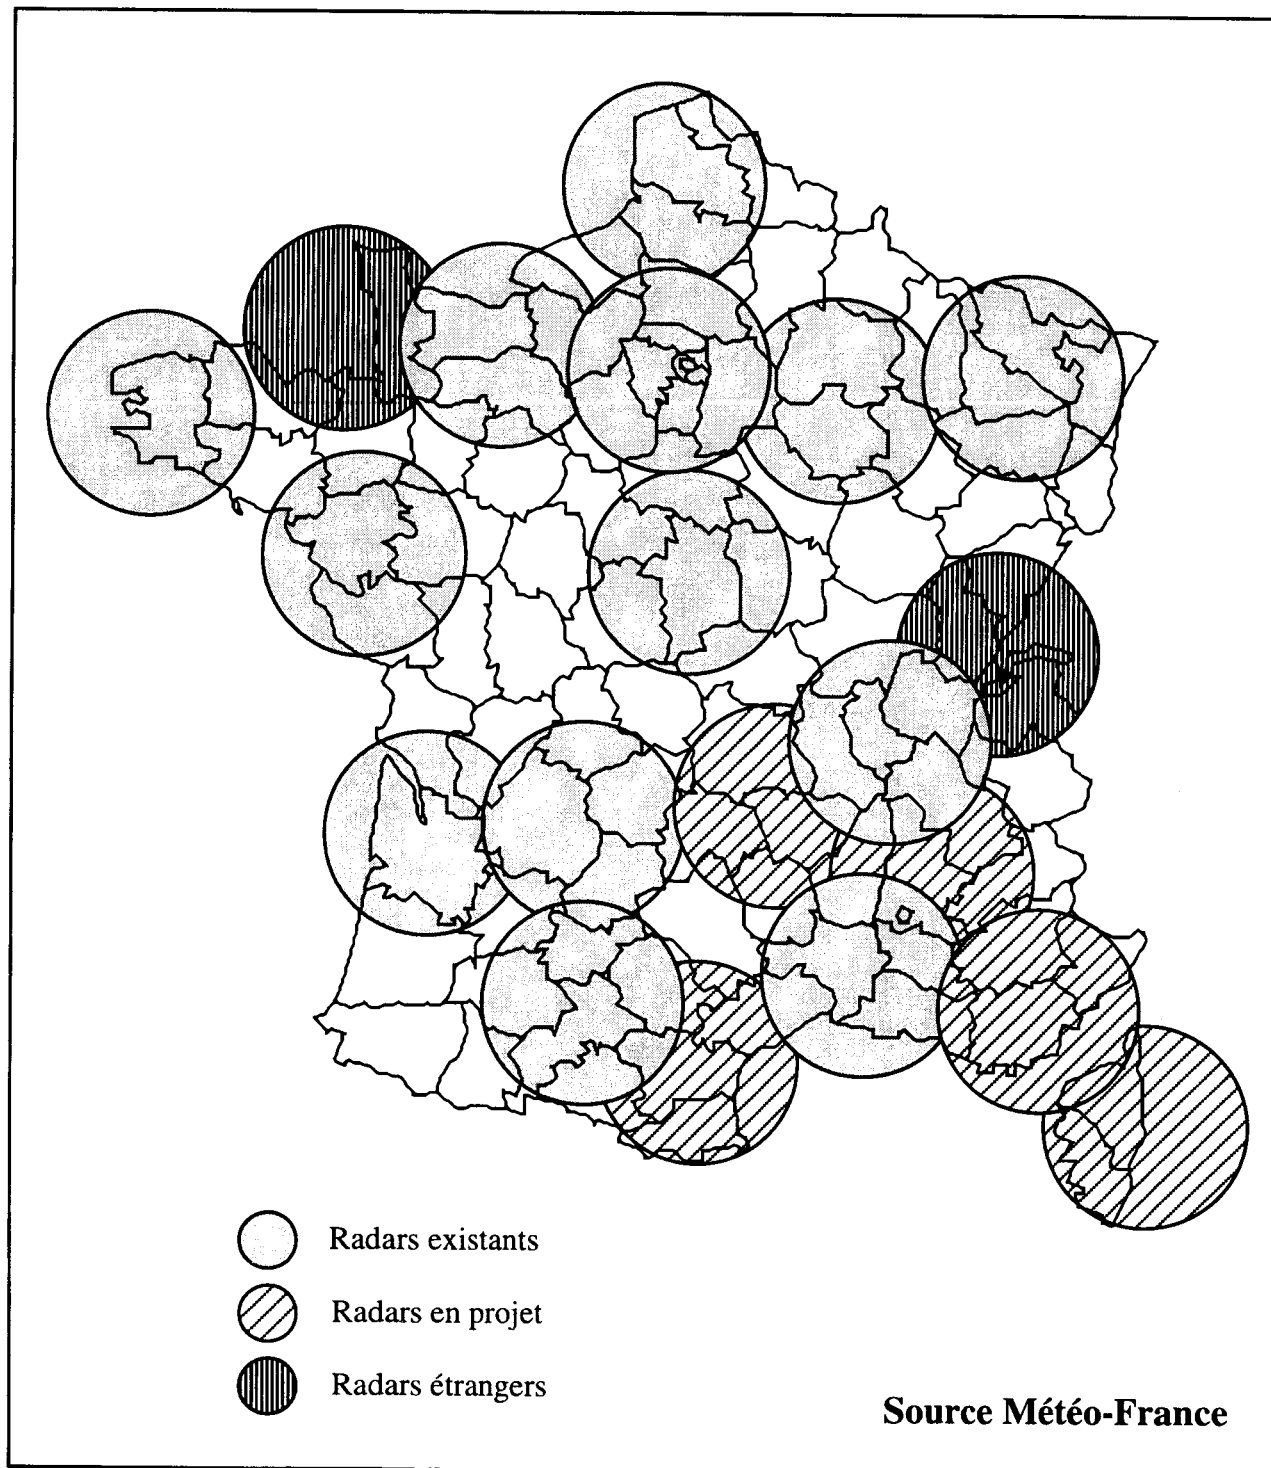 Radars existants
Radars en projet
Radars étrangers
Source Météo-France